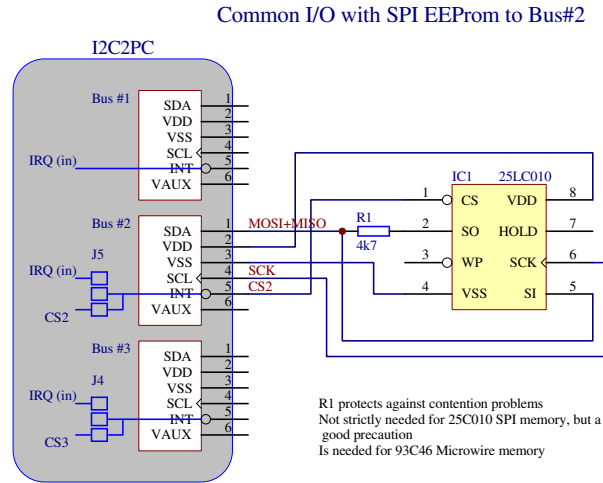 Common I/O with SPI EEProm to Bus#2
I2C2PC
Bus #1
SDA 1
VDD 2
VSS 3
SCL 4
IRQ (in)
INT 5
VAUX 6
Bus #2
SDA 1 MOSI+MISO
VDD 2
J5
VSS 3
IRQ (in)
SCL 4 SCK
INT 5 CS2
CS2
VAUX 6
Bus #3
SDA 1
VDD 2
J4
VSS 3
IRQ (in)
SCL 4
INT 5
CS3
VAUX 6
R1
4k7
IC1 25LC010
1 CS VDD 8
2 SO HOLD 7
3 WP SCK 6
4 VSS SI 5
R1 protects against contention problems
Not strictly needed for 25C010 SPI memory, but a
good precaution
Is needed for 93C46 Microwire memory